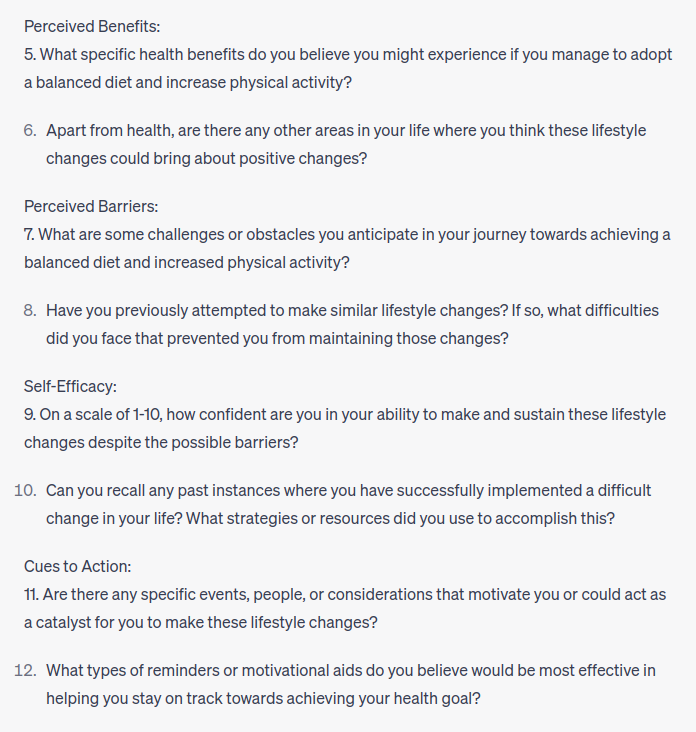 Perceived Benefits:
5. What specific health benefits do you believe you might experience if you manage to adopt
a balanced diet and increase physical activity?
6. Apart from health, are there any other areas in your life where you think these lifestyle
changes could bring about positive changes?
Perceived Barriers:
7. What are some challenges or obstacles you anticipate in your journey towards achieving a
balanced diet and increased physical activity?
8. Have you previously attempted to make similar lifestyle changes? If so, what difficulties
did you face that prevented you from maintaining those changes?
Self-Efficacy:
9. On a scale of 1-10, how confident are you in your ability to make and sustain these lifestyle
changes despite the possible barriers?
10. Can you recall any past instances where you have successfully implemented a difficult
change in your life? What strategies or resources did you use to accomplish this?
Cues to Action:
11. Are there any specific events, people, or considerations that motivate you or could act as
a catalyst for you to make these lifestyle changes?
12. What types of reminders or motivational aids do you believe would be most effective in
helping you stay on track towards achieving your health goal?